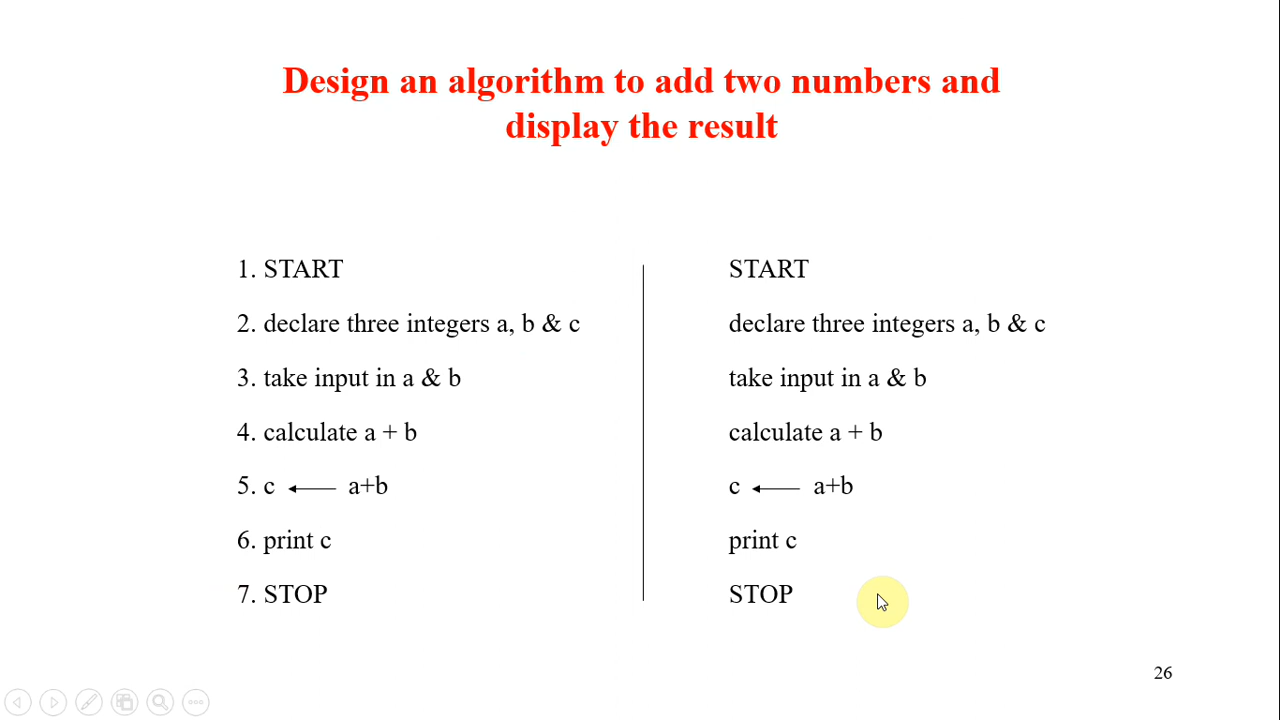 Design an algorithm to add two numbers and
display the result
1. START
2. declare three integers a, b & c
3. take input in a & b
4. calculate a + b
5. c ← a+b
6. print c
7. STOP
START
declare three integers a, b & c
take input in a & b
calculate a + b
c ← a+b
print c
STOP
26